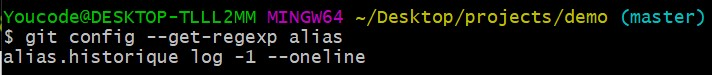 Youcode@DESKTOP-TLLL2MM MINGW64 ~/Desktop/projects/demo (master)
$ git config --get-regexp alias
alias.historique log -1 --oneline